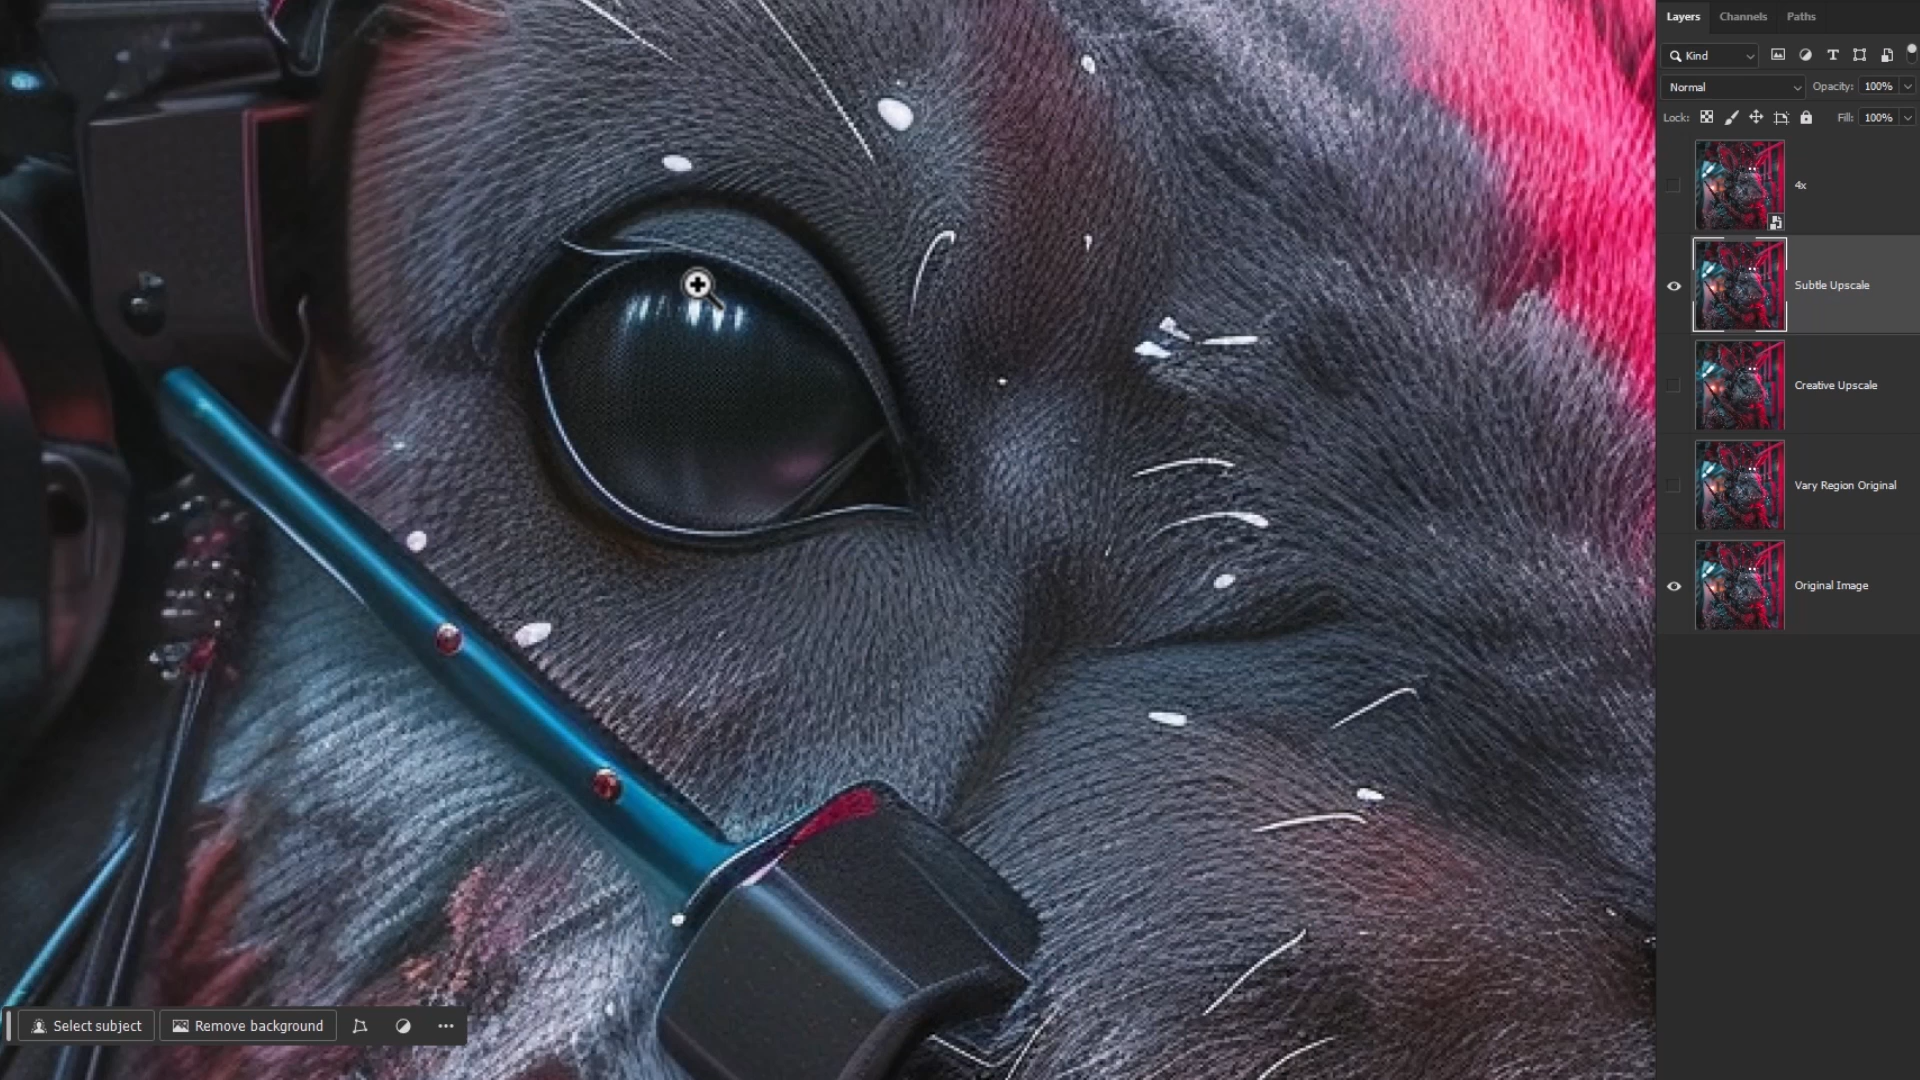 Layers Channels Paths
Kind
Normal Opacity: 100%
Lock: Fill: 100%
4x
Subtle Upscale
Creative Upscale
Vary Region Original
Original Image
Select subject Remove background